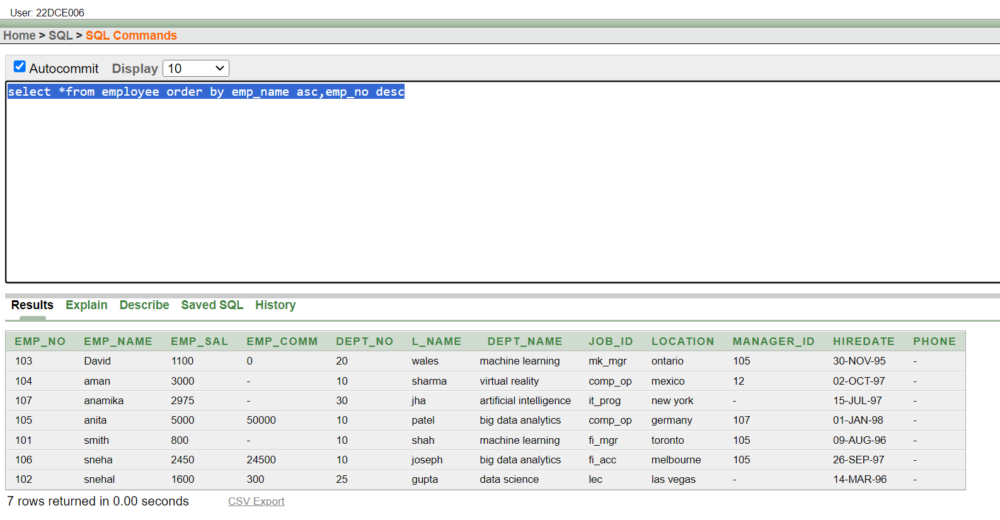 User: 22DCE006
Home > SQL > SQL Commands
Autocommit Display 10
select *from employee order by emp_name asc,emp_no desc
Results Explain Describe Saved SQL History
EMP_NO EMP_NAME EMP_SAL EMP_COMM DEPT_NO L_NAME DEPT_NAME JOB_ID LOCATION MANAGER_ID HIREDATE PHONE
103 David 1100 0 20 wales machine learning mk_mgr ontario 105 30-NOV-95 -
104 aman 3000 - 10 sharma virtual reality comp_op mexico 12 02-OCT-97 -
107 anamika 2975 - 30 jha artificial intelligence it_prog new york - 15-JUL-97 -
105 anita 5000 50000 10 patel big data analytics comp_op germany 107 01-JAN-98 -
101 smith 800 - 10 shah machine learning fi_mgr toronto 105 09-AUG-96 -
106 sneha 2450 24500 10 joseph big data analytics fi_acc melbourne 105 26-SEP-97 -
102 snehal 1600 300 25 gupta data science lec las vegas - 14-MAR-96 -
7 rows returned in 0.00 seconds CSV Export